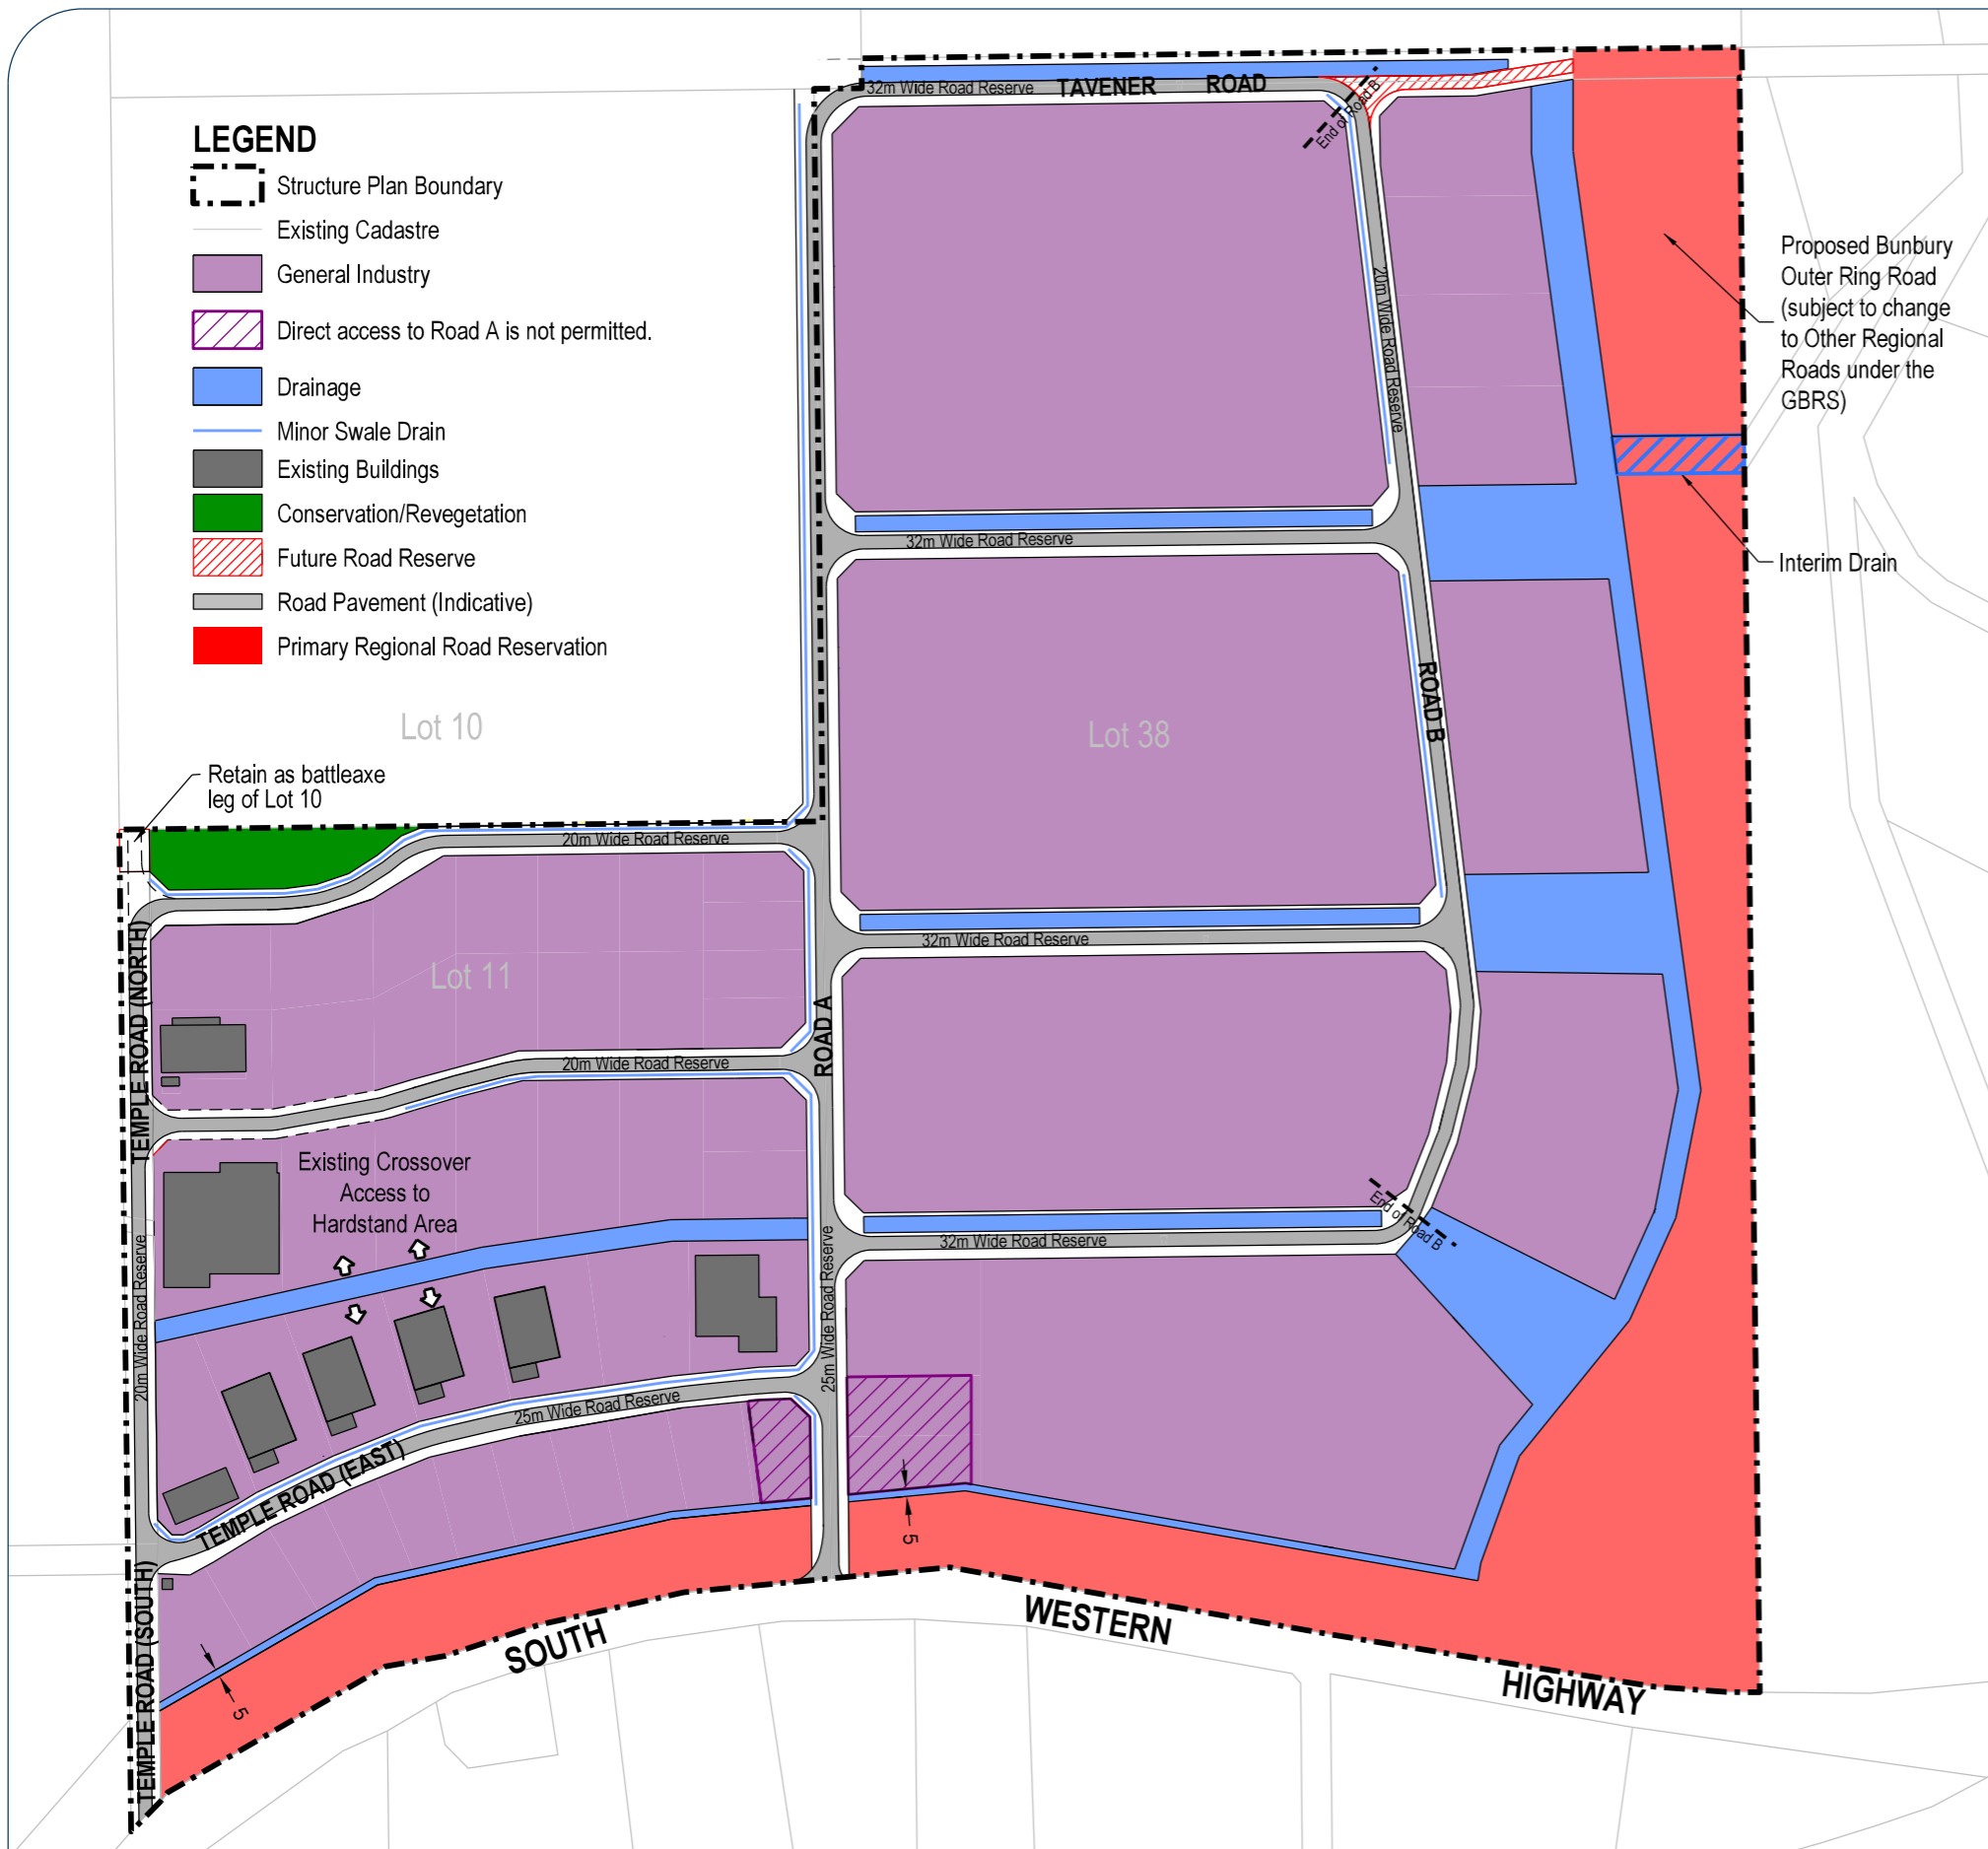 32m Wide Road Reserve
TAVENER ROAD
End of Road B
LEGEND
Structure Plan Boundary
Existing Cadastre
General Industry
Direct access to Road A is not permitted.
Drainage
Minor Swale Drain
Existing Buildings
Conservation/Revegetation
Future Road Reserve
Road Pavement (Indicative)
Primary Regional Road Reservation
Proposed Bunbury
Outer Ring Road
(subject to change
to Other Regional
Roads under the
GBRS)
20m Wide Road Reserve
32m Wide Road Reserve
Interim Drain
Lot 10
Lot 38
ROAD B
Retain as battleaxe
leg of Lot 10
20m Wide Road Reserve
32m Wide Road Reserve
Lot 11
TEMPLE ROAD (NORTH)
ROAD A
20m Wide Road Reserve
Existing Crossover
Access to
Hardstand Area
End of Road B
32m Wide Road Reserve
20m Wide Road Reserve
25m Wide Road Reserve
25m Wide Road Reserve
TEMPLE ROAD (EAST)
5
TEMPLE ROAD (SOUTH)
5
SOUTH WESTERN HIGHWAY